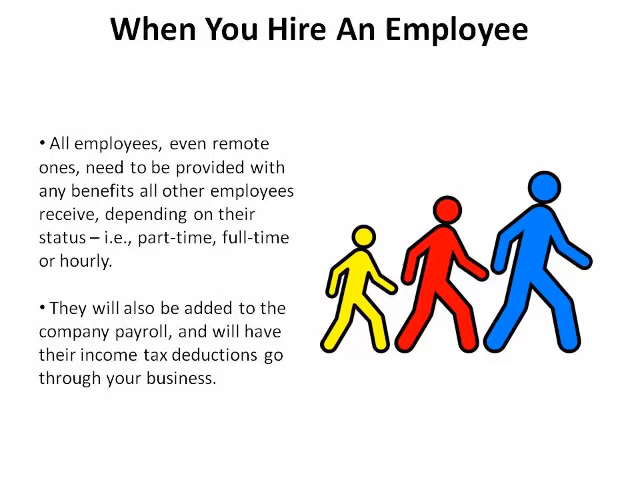 When You Hire An Employee
• All employees, even remote
ones, need to be provided with
any benefits all other employees
receive, depending on their
status – i.e., part-time, full-time
or hourly.
• They will also be added to the
company payroll, and will have
their income tax deductions go
through your business.